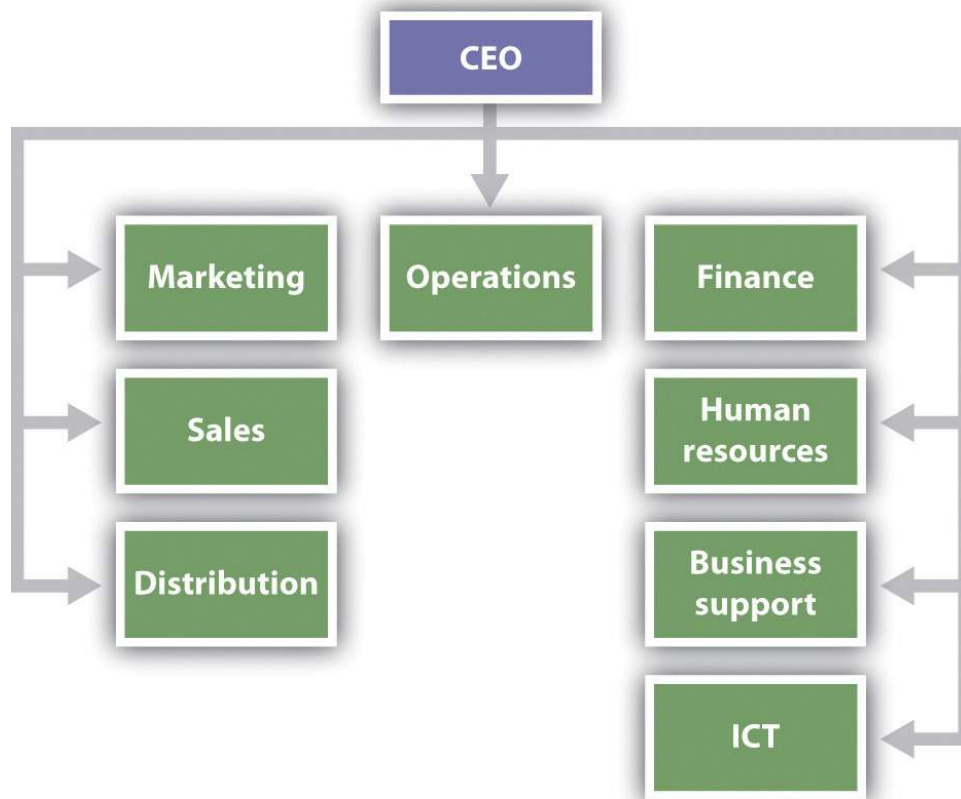 CEO
Marketing
Operations
Finance
Sales
Human
resources
Distribution
Business
support
ICT